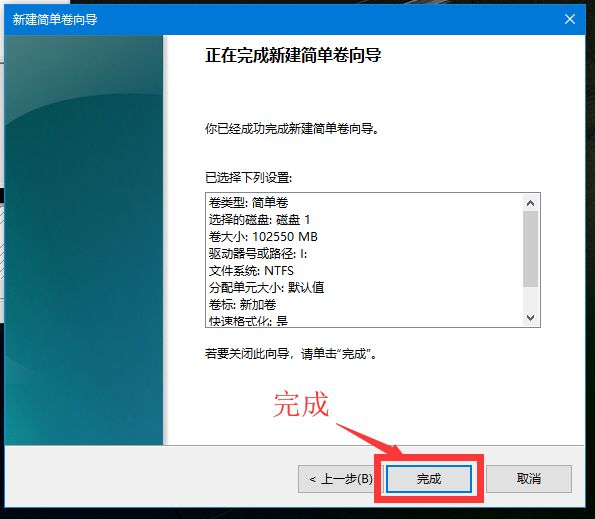 新建简单卷向导
正在完成新建简单卷向导
你已经成功完成新建简单卷向导。
已选择下列设置:
卷类型: 简单卷
选择的磁盘: 磁盘 1
卷大小: 102550 MB
驱动器号或路径: I:
文件系统: NTFS
分配单元大小: 默认值
卷标: 新加卷
快速格式化: 是
若要关闭此向导，请单击“完成”。
完成
< 上一步(B)
完成
取消